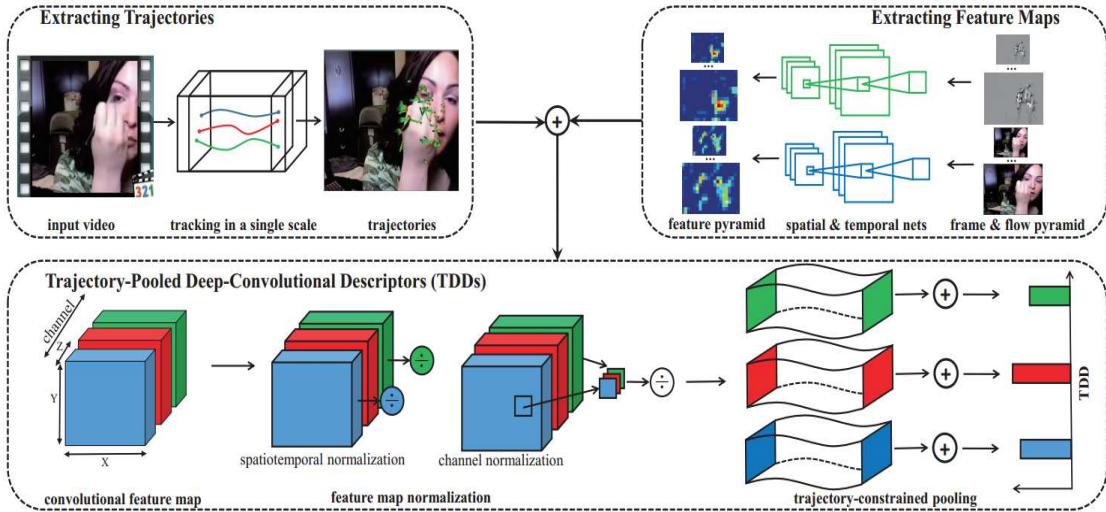 Extracting Trajectories
321
input video
tracking in a single scale
trajectories
Extracting Feature Maps
...
...
feature pyramid
spatial & temporal nets
frame & flow pyramid
...
...
Trajectory-Pooled Deep-Convolutional Descriptors (TDDs)
channel
Z
Y
X
convolutional feature map
spatiotemporal normalization
channel normalization
feature map normalization
trajectory-constrained pooling
TDD